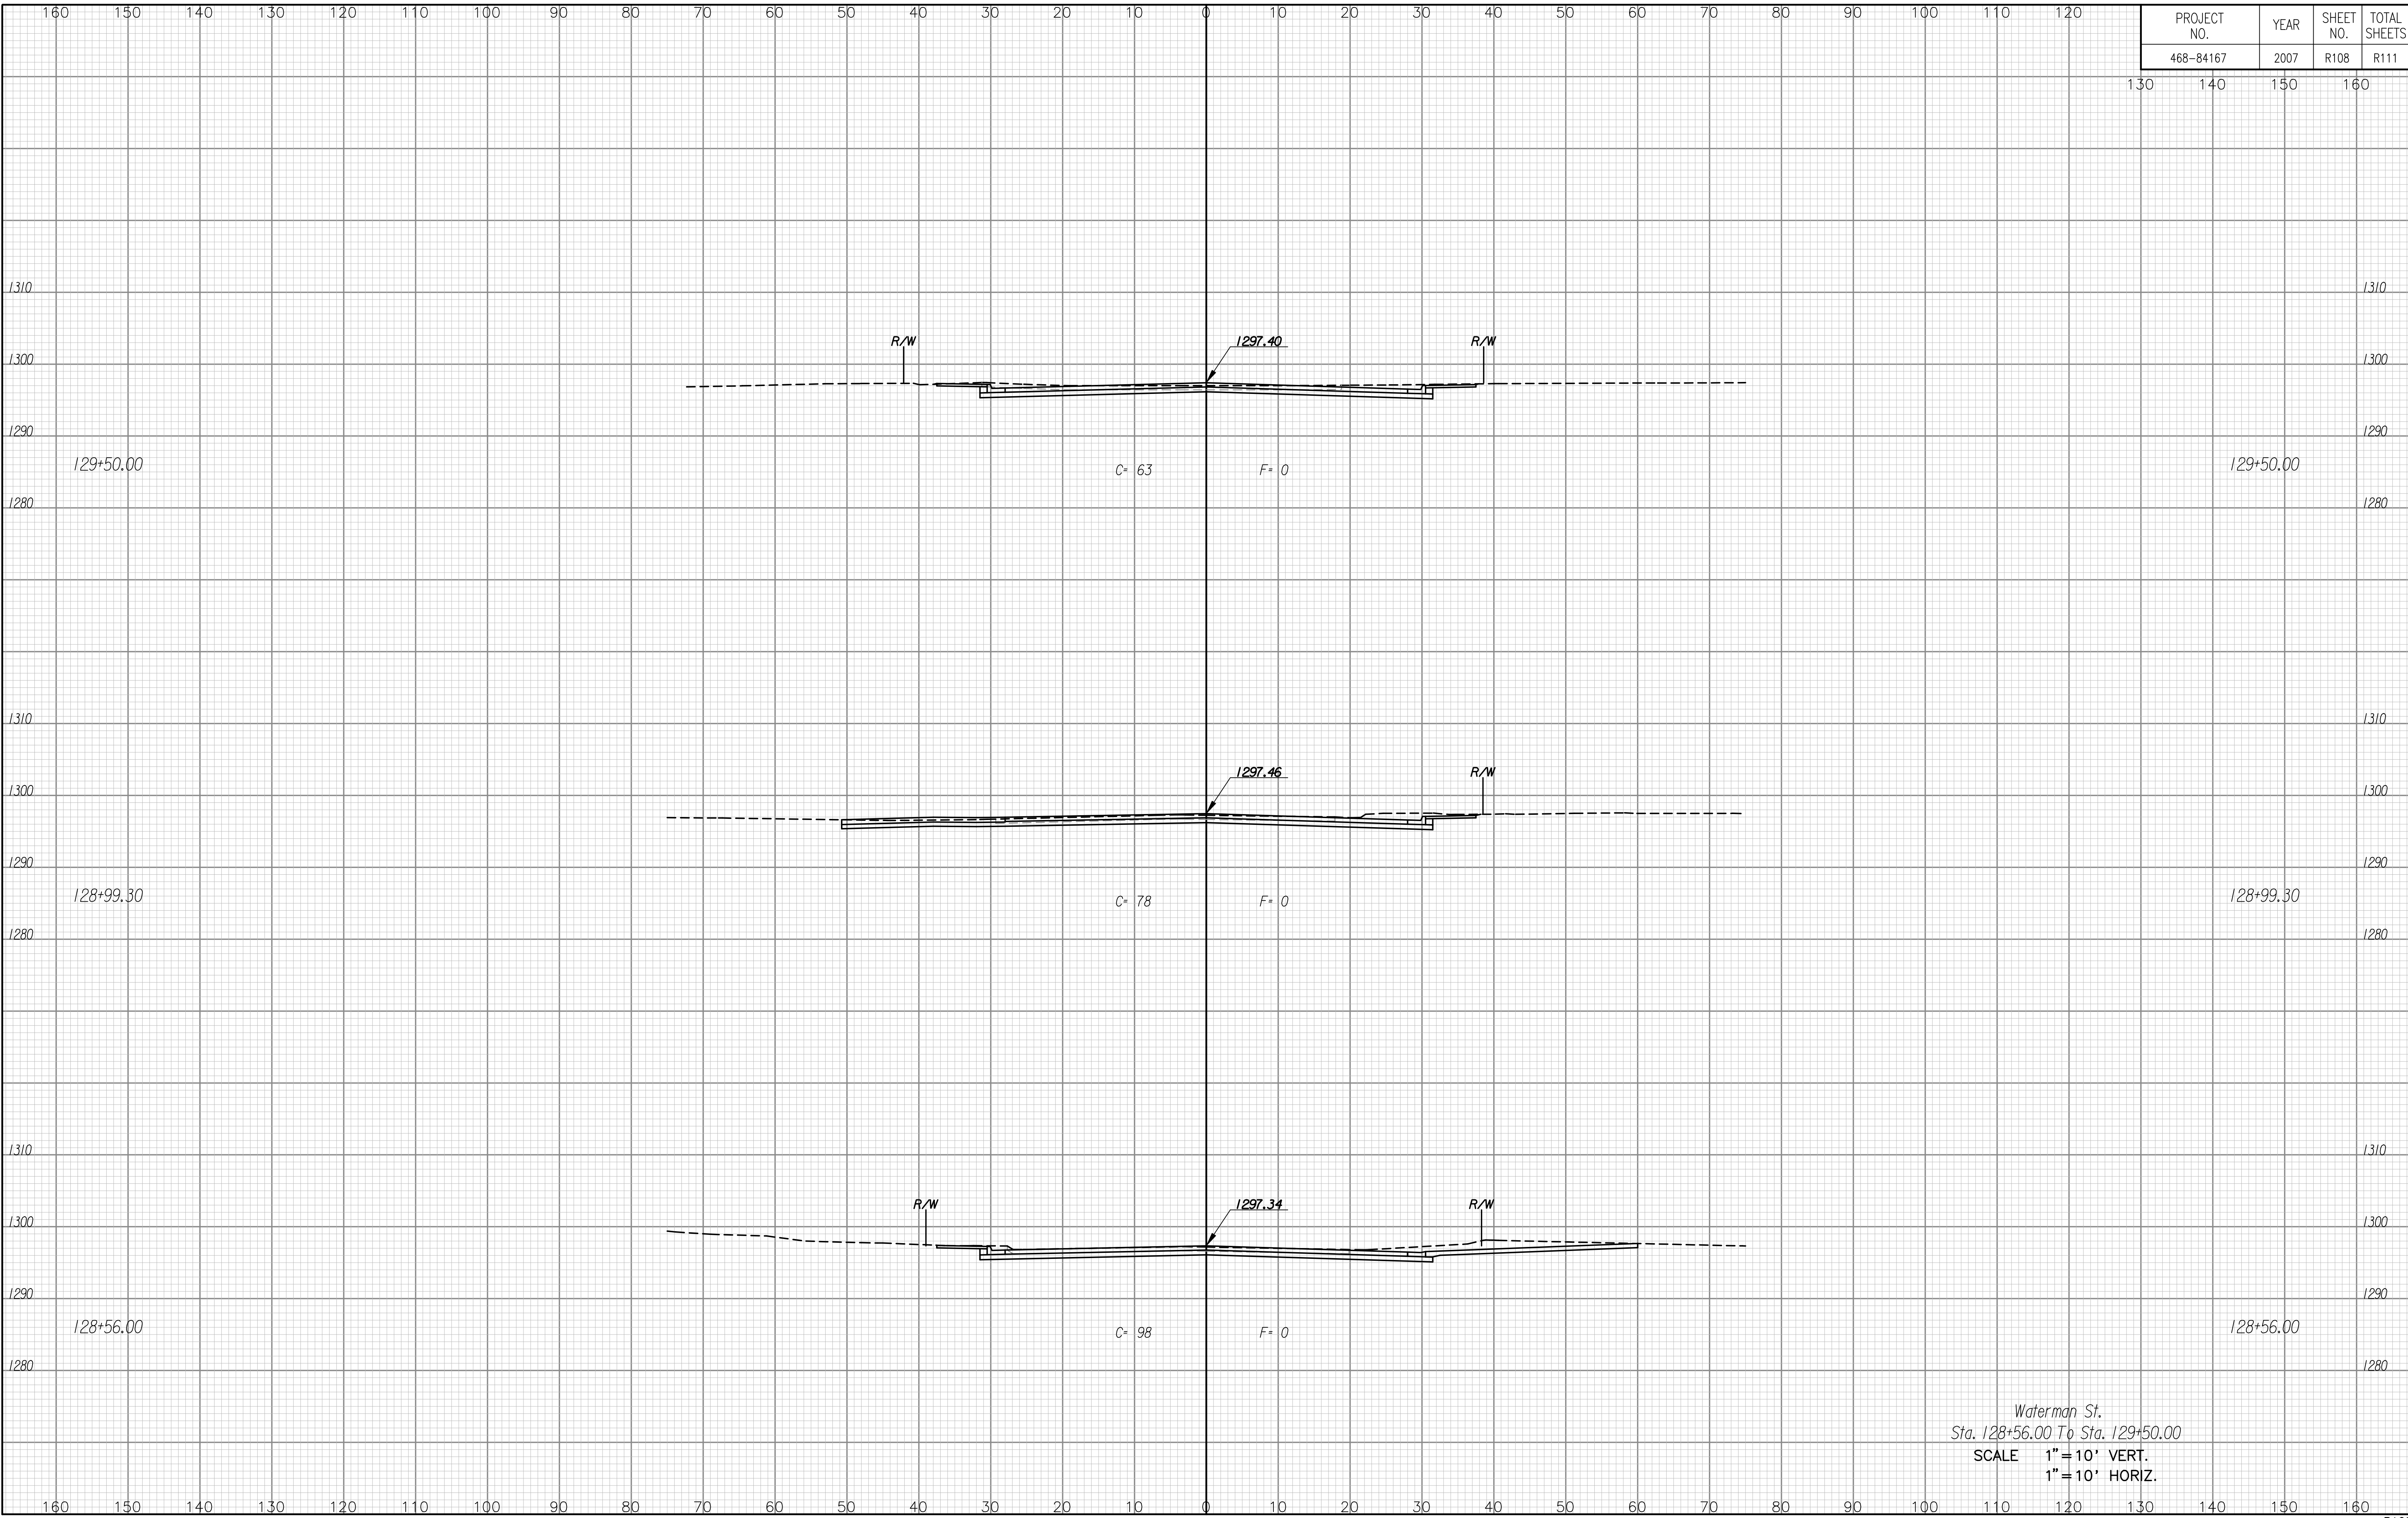 160 150 140 130 120 110 100 90 80 70 60 50 40 30 20 10 0 10 20 30 40 50 60 70 80 90 100 110 120
PROJECT NO. YEAR SHEET NO. TOTAL SHEETS
468-84167 2007 R108 R111
130 140 150 160
1310 1310
R/W 1297.40 R/W
1300 1300
1290 1290
129+50.00 C= 63 F= 0 129+50.00
1280 1280
1310 1310
1297.46 R/W
1300 1300
1290 1290
128+99.30 C= 78 F= 0 128+99.30
1280 1280
1310 1310
R/W 1297.34 R/W
1300 1300
1290 1290
128+56.00 C= 98 F= 0 128+56.00
1280 1280
Waterman St.
Sta. 128+56.00 To Sta. 129+50.00
SCALE 1"=10' VERT.
1"=10' HORIZ.
160 150 140 130 120 110 100 90 80 70 60 50 40 30 20 10 0 10 20 30 40 50 60 70 80 90 100 110 120 130 140 150 160